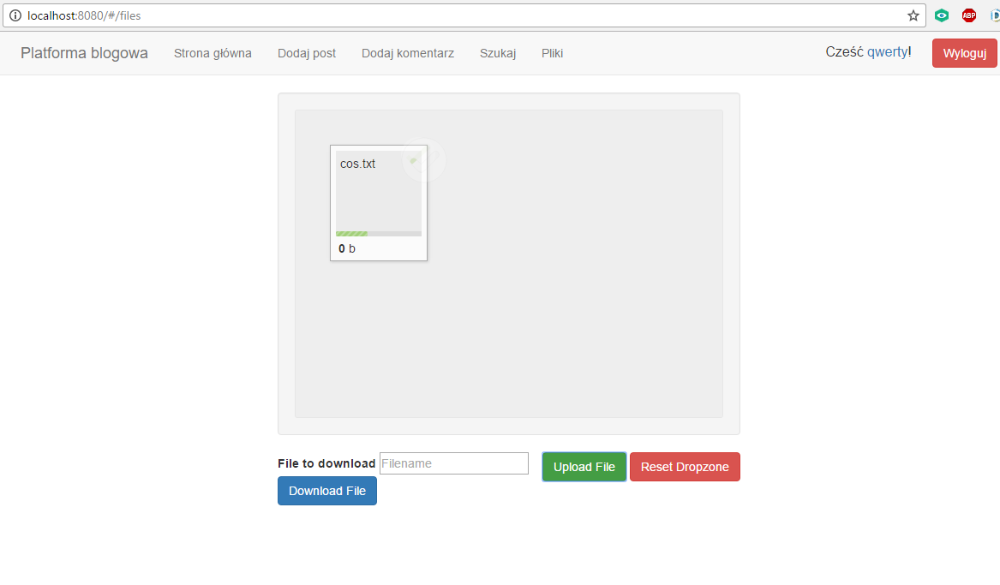 localhost:8080/#/files
ABP
Platforma blogowa Strona główna Dodaj post Dodaj komentarz Szukaj Pliki Cześć qwerty! Wyloguj
cos.txt
0 b
File to download Filename Upload File Reset Dropzone
Download File